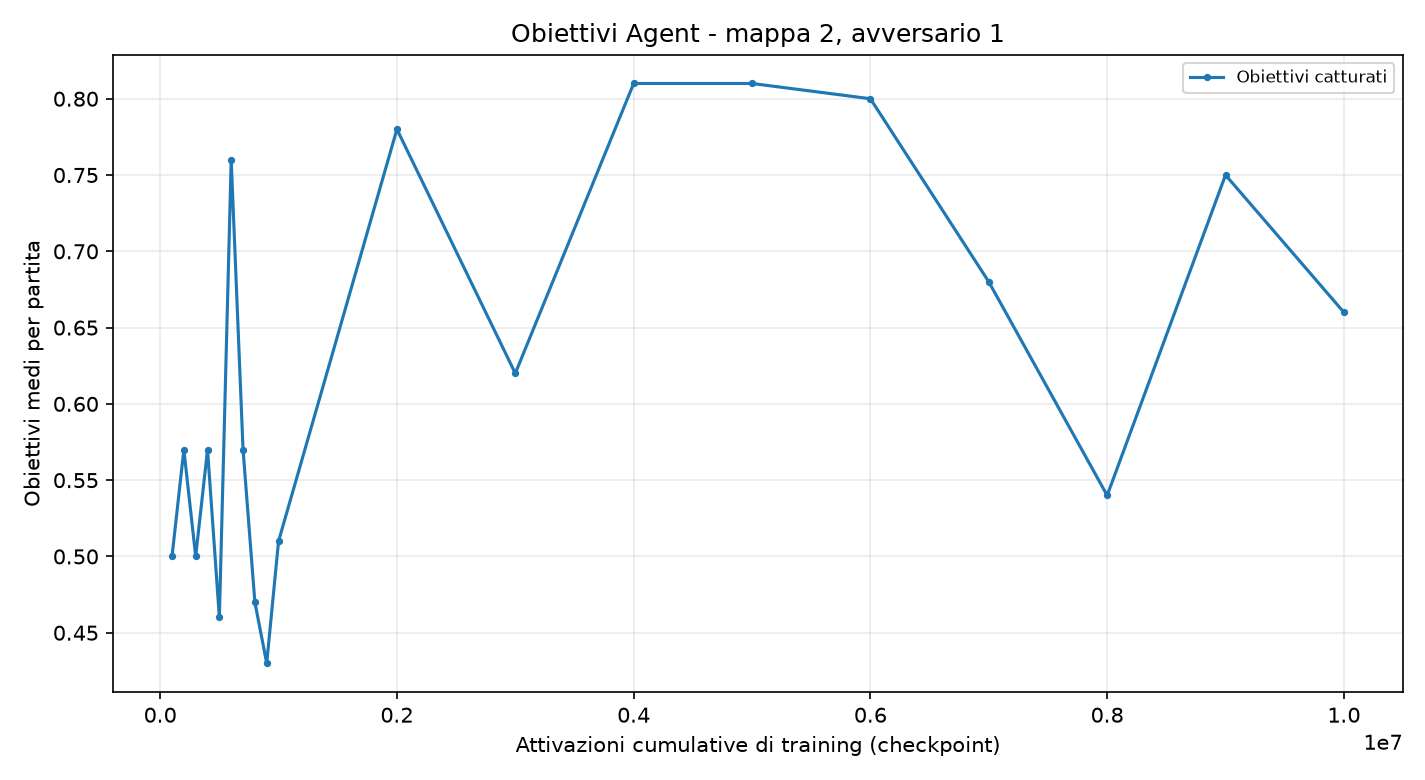 Obiettivi Agent - mappa 2, avversario 1
Obiettivi catturati
Obiettivi medi per partita
0.80
0.75
0.70
0.65
0.60
0.55
0.50
0.45
0.0 0.2 0.4 0.6 0.8 1.0
1e7
Attivazioni cumulative di training (checkpoint)